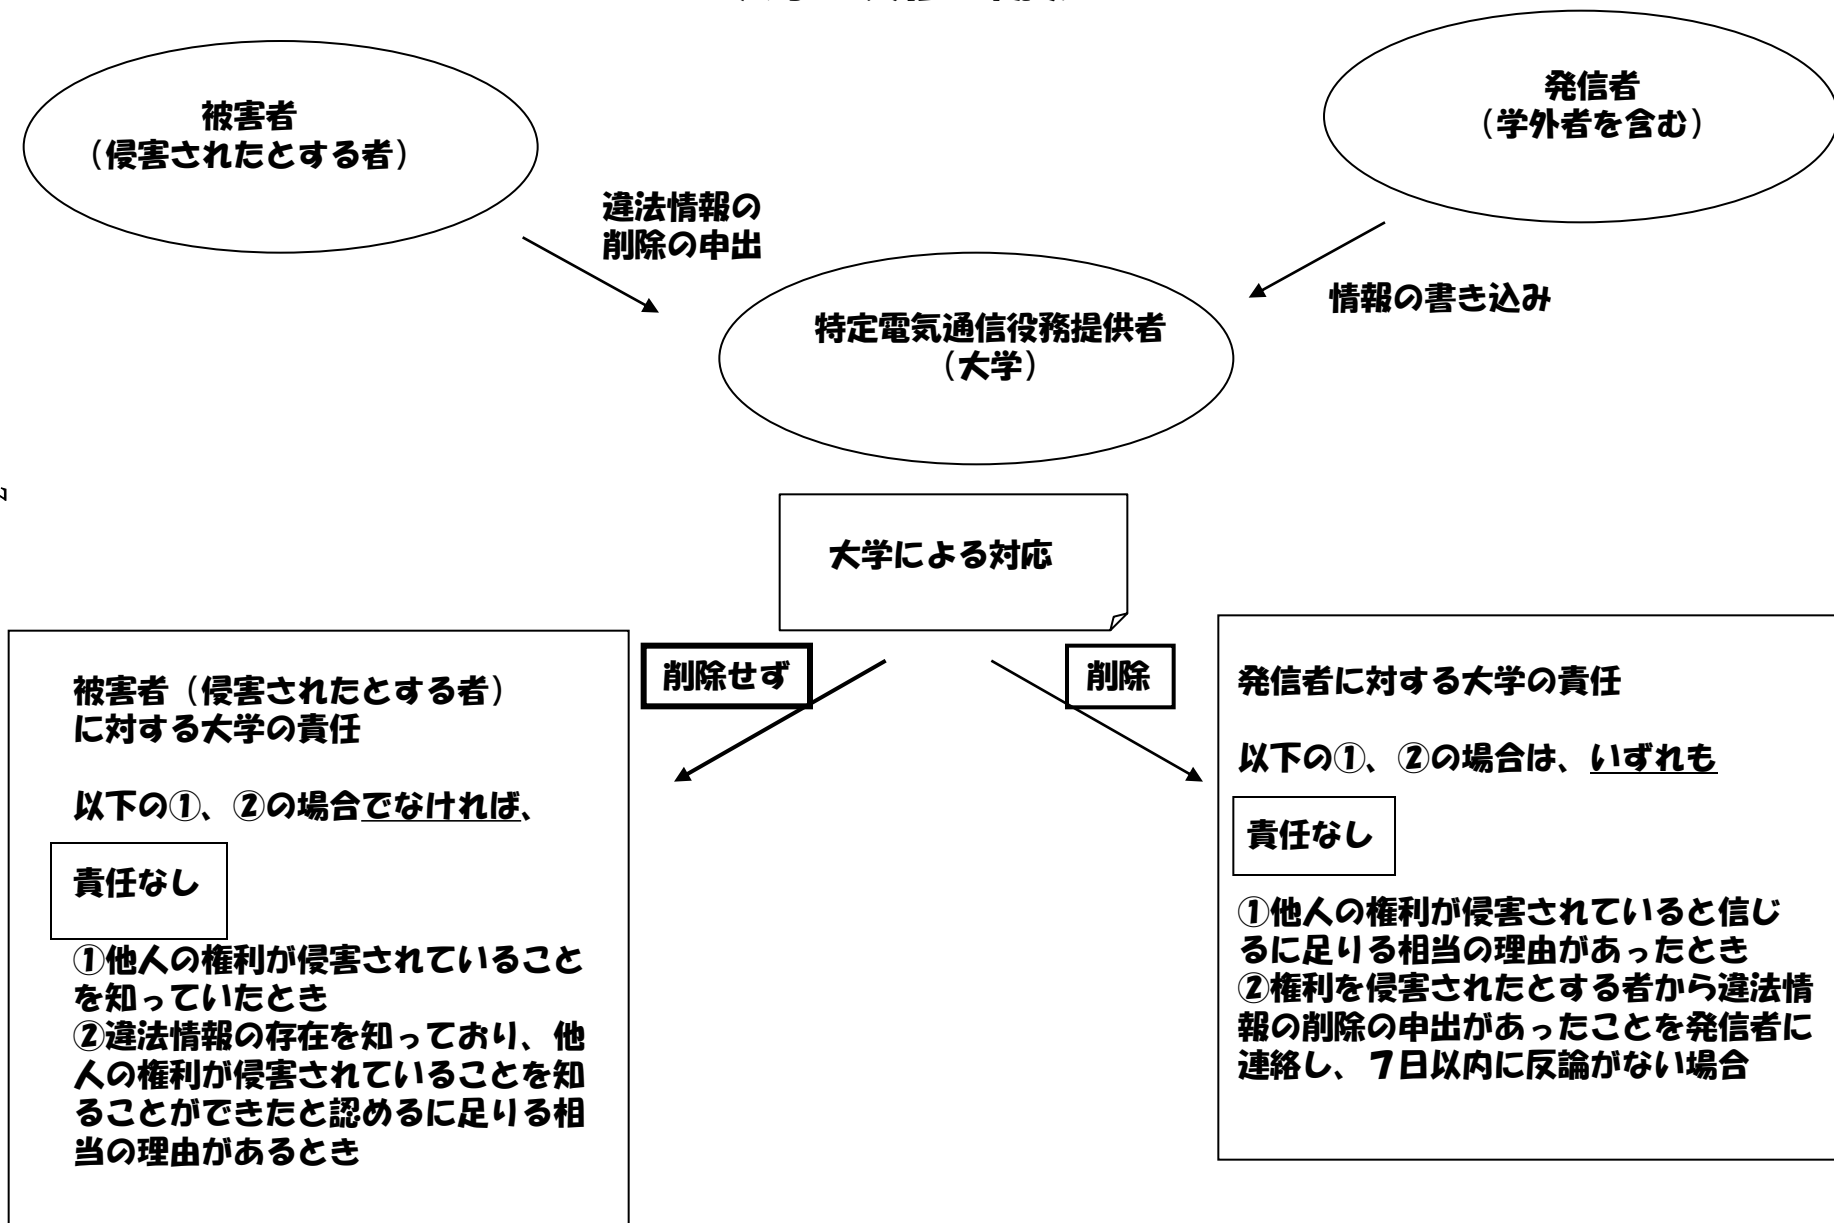 被害者
（侵害されたとする者）
発信者
（学外者を含む）
違法情報の
削除の申出
情報の書き込み
特定電気通信役務提供者
（大学）
大学による対応
削除せず
削除
被害者（侵害されたとする者）
に対する大学の責任
以下の①、②の場合でなければ、
責任なし
①他人の権利が侵害されていること
を知っていたとき
②違法情報の存在を知っており、他
人の権利が侵害されていることを知
ることができたと認めるに足りる相
当の理由があるとき
発信者に対する大学の責任
以下の①、②の場合は、いずれも
責任なし
①他人の権利が侵害されていると信じ
るに足りる相当の理由があったとき
②権利を侵害されたとする者から違法情
報の削除の申出があったことを発信者に
連絡し、７日以内に反論がない場合